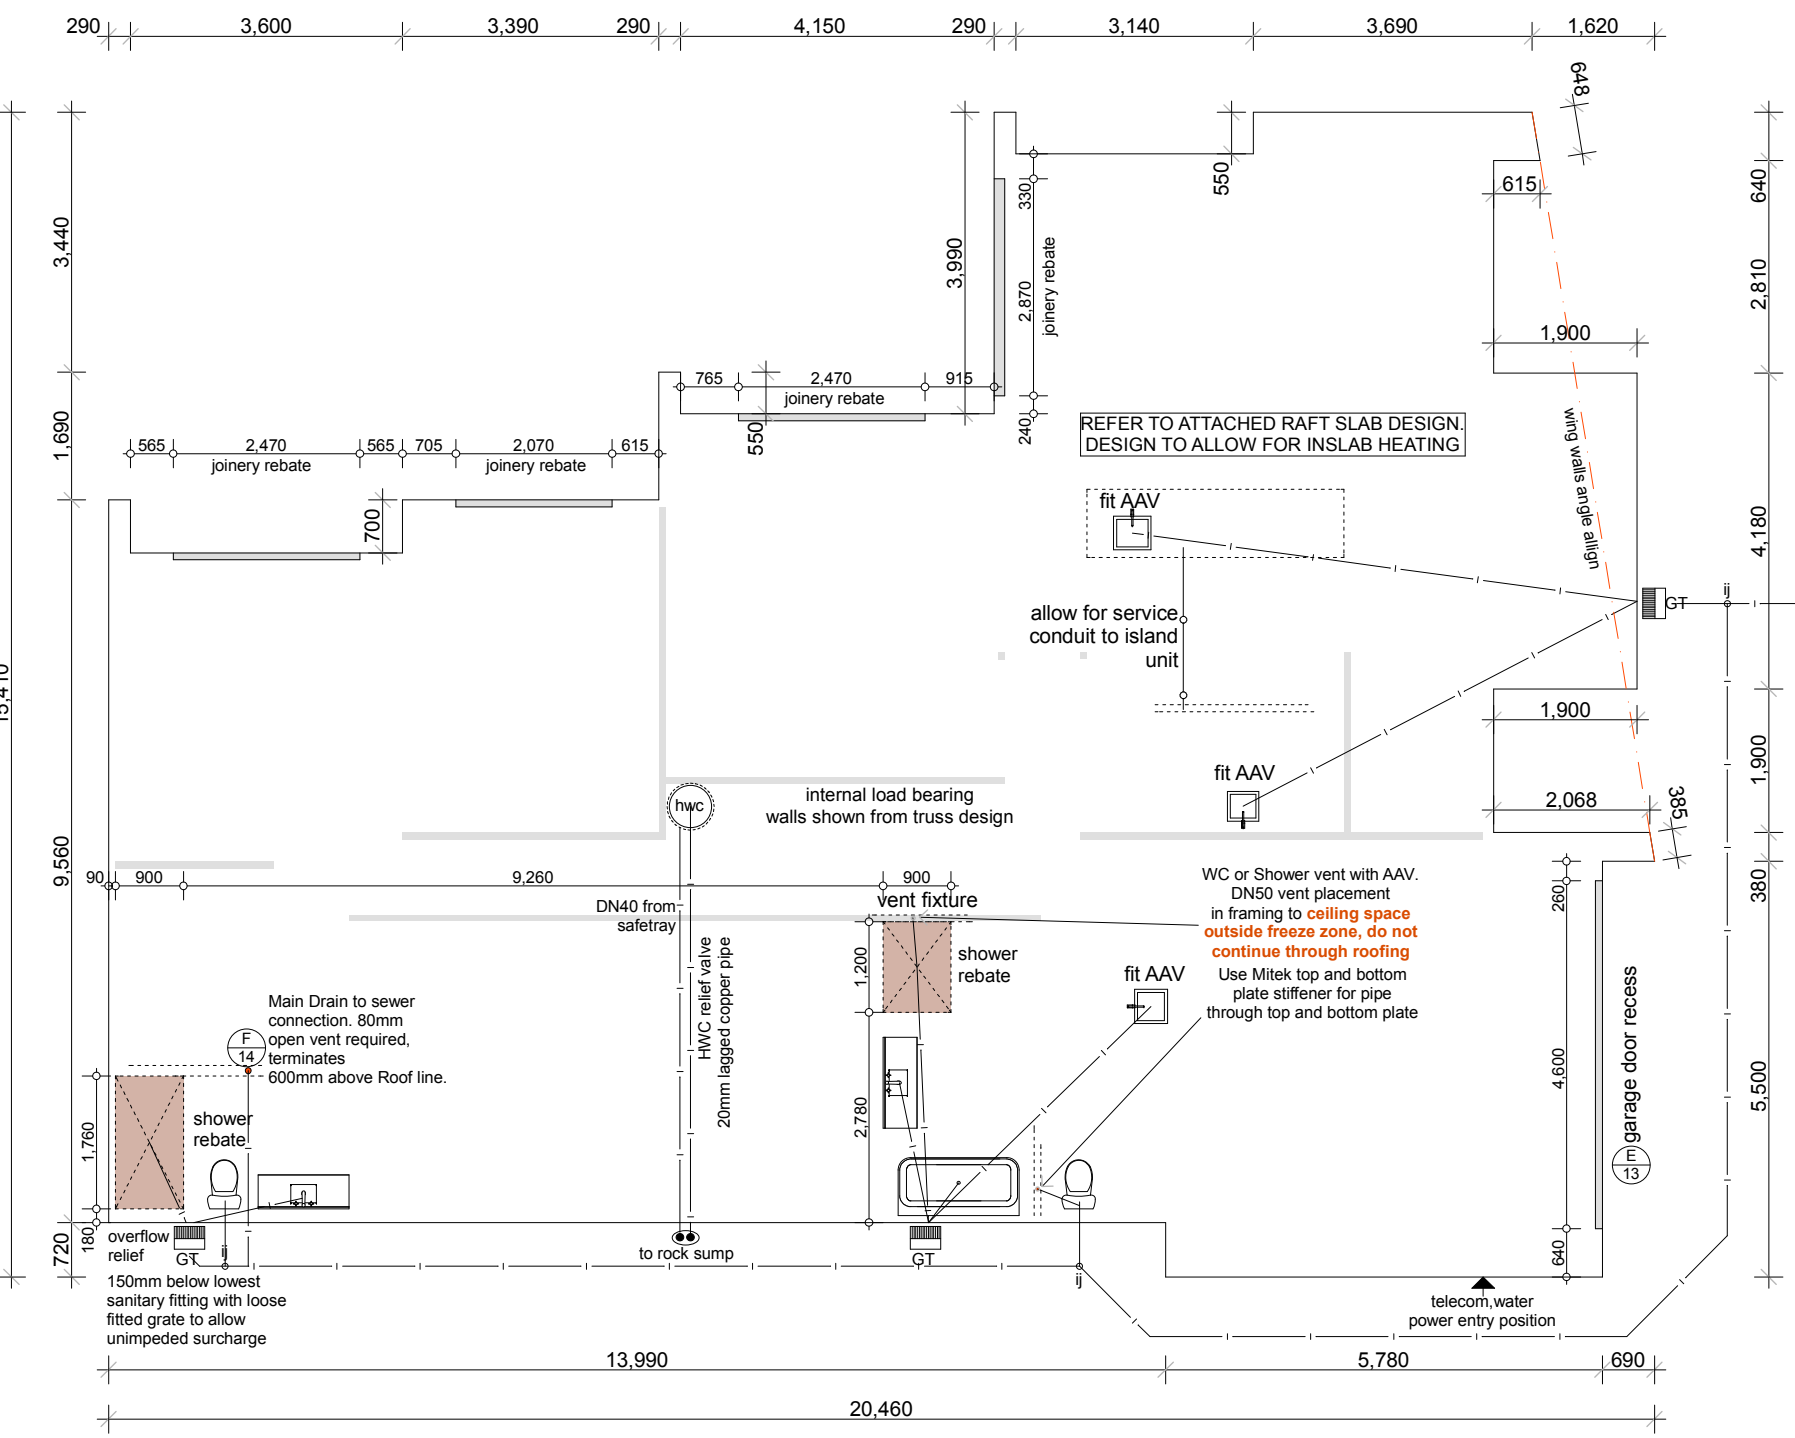 290
3,600
3,390
290
4,150
290
3,140
3,690
1,620
648
550
615
640
330
3,440
3,990
2,870
joinery rebate
2,810
1,900
765
2,470
915
joinery rebate
240
550
1,690
565
2,470
565
705
2,070
615
joinery rebate
joinery rebate
REFER TO ATTACHED RAFT SLAB DESIGN.
DESIGN TO ALLOW FOR INSLAB HEATING
wing walls angle allign
700
fit AAV
4,180
GT
ij
allow for service
conduit to island
unit
15,410
1,900
1,900
fit AAV
hwc
internal load bearing
walls shown from truss design
2,068
385
9,560
90
900
9,260
900
vent fixture
WC or Shower vent with AAV.
DN50 vent placement
in framing to ceiling space
outside freeze zone, do not
continue through roofing
Use Mitek top and bottom
plate stiffener for pipe
through top and bottom plate
260
380
DN40 from
safetray
HWC relief valve
20mm lagged copper pipe
1,200
shower
rebate
fit AAV
Main Drain to sewer
connection. 80mm
open vent required,
terminates
600mm above Roof line.
F
14
garage door recess
4,600
5,500
E
13
1,760
shower
rebate
2,780
720
180
overflow
relief
GT
ij
to rock sump
GT
ij
640
150mm below lowest
sanitary fitting with loose
fitted grate to allow
unimpeded surcharge
telecom,water
power entry position
13,990
5,780
690
20,460